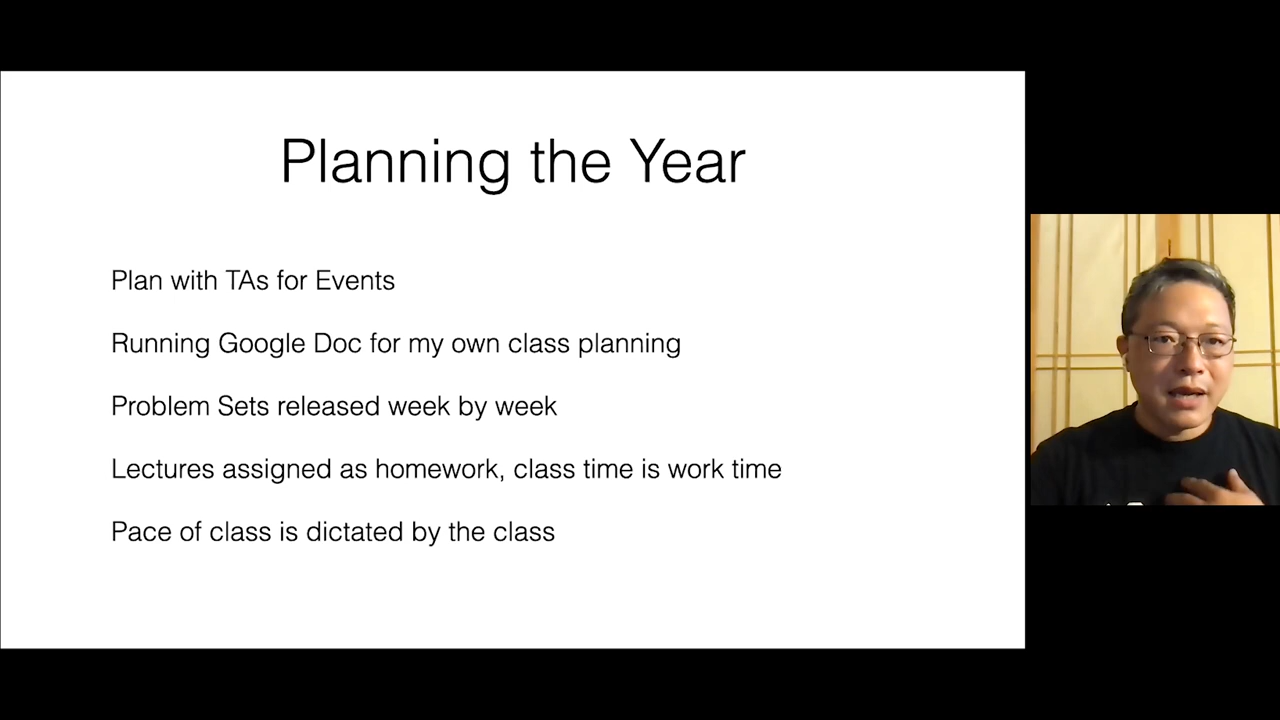 Planning the Year
Plan with TAs for Events
Running Google Doc for my own class planning
Problem Sets released week by week
Lectures assigned as homework, class time is work time
Pace of class is dictated by the class